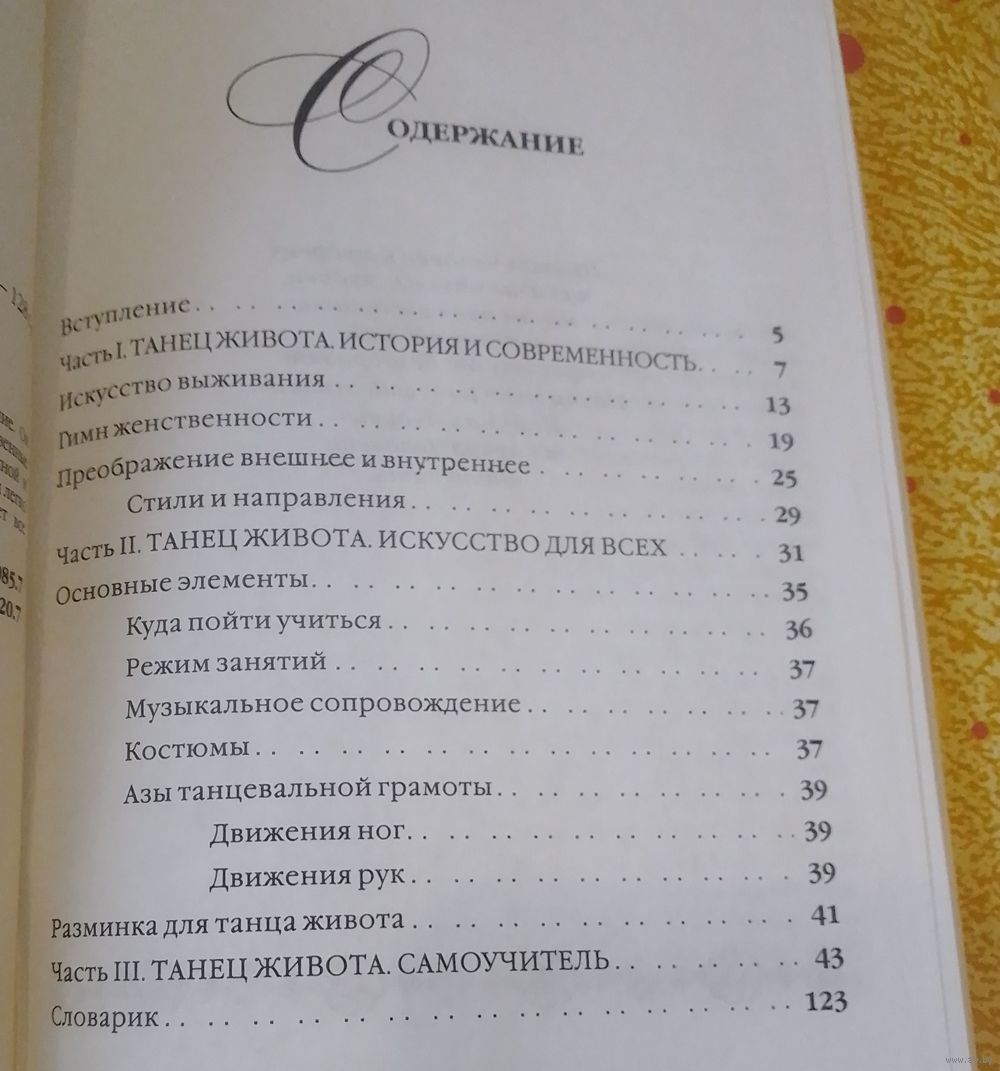 Содержание
Вступление. . . . . . . . . . . . . . . . . . . . 5
Часть I. ТАНЕЦ ЖИВОТА. ИСТОРИЯ И СОВРЕМЕННОСТЬ. . . . 7
Искусство выживания . . . . . . . . . . . . . . . . 13
Гимн женственности . . . . . . . . . . . . . . . . 19
Преображение внешнее и внутреннее . . . . . . . . 25
Стили и направления . . . . . . . . . . . . . . 29
Часть II. ТАНЕЦ ЖИВОТА. ИСКУССТВО ДЛЯ ВСЕХ . . . . 31
Основные элементы. . . . . . . . . . . . . . . . . 35
Куда пойти учиться . . . . . . . . . . . . . . 36
Режим занятий . . . . . . . . . . . . . . . . 37
Музыкальное сопровождение . . . . . . . . . . 37
Костюмы . . . . . . . . . . . . . . . . . . . 37
Азы танцевальной грамоты . . . . . . . . . . . 39
Движения ног. . . . . . . . . . . . . . . 39
Движения рук . . . . . . . . . . . . . . . 39
Разминка для танца живота . . . . . . . . . . . . . 41
Часть III. ТАНЕЦ ЖИВОТА. САМОУЧИТЕЛЬ. . . . . . . 43
Словарик . . . . . . . . . . . . . . . . . . . . . 123